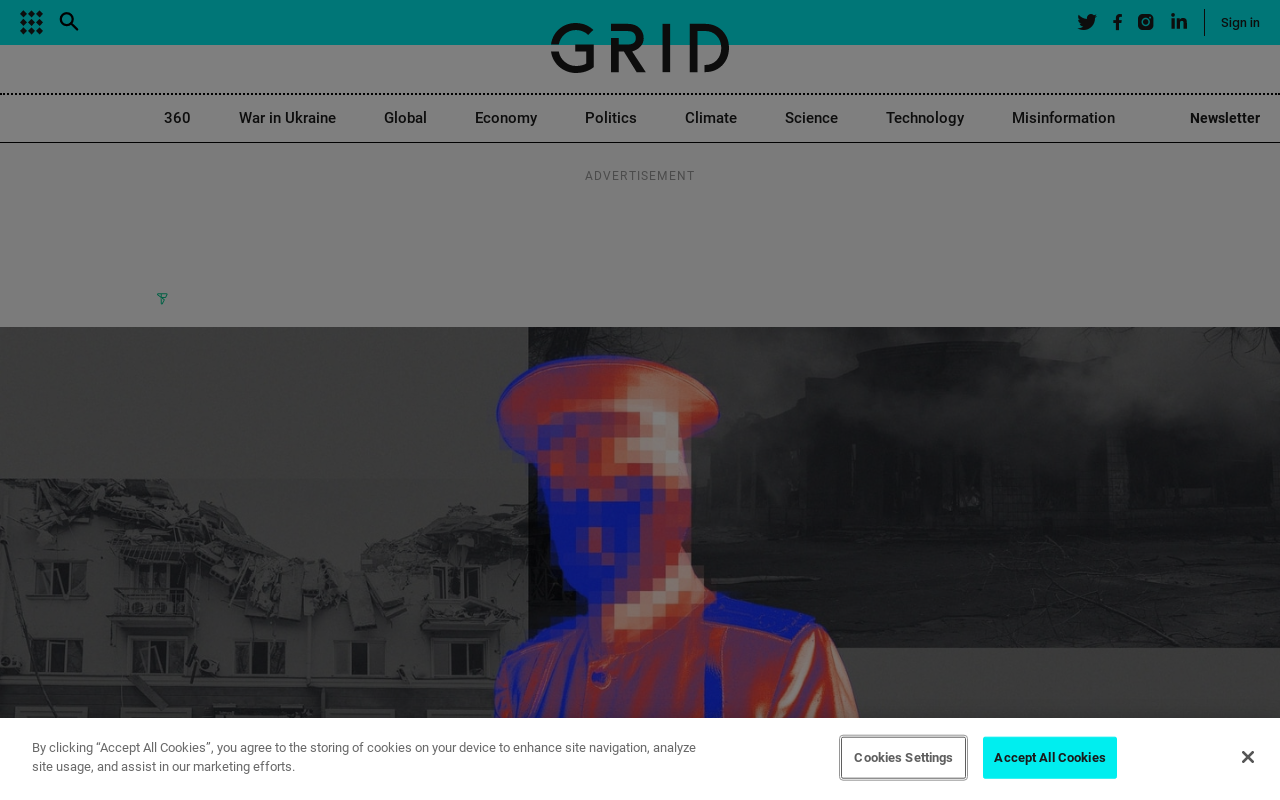 Sign in
GRID
360
War in Ukraine
Global
Economy
Politics
Climate
Science
Technology
Misinformation
Newsletter
ADVERTISEMENT
By clicking “Accept All Cookies”, you agree to the storing of cookies on your device to enhance site navigation, analyze
site usage, and assist in our marketing efforts.
Cookies Settings
Accept All Cookies